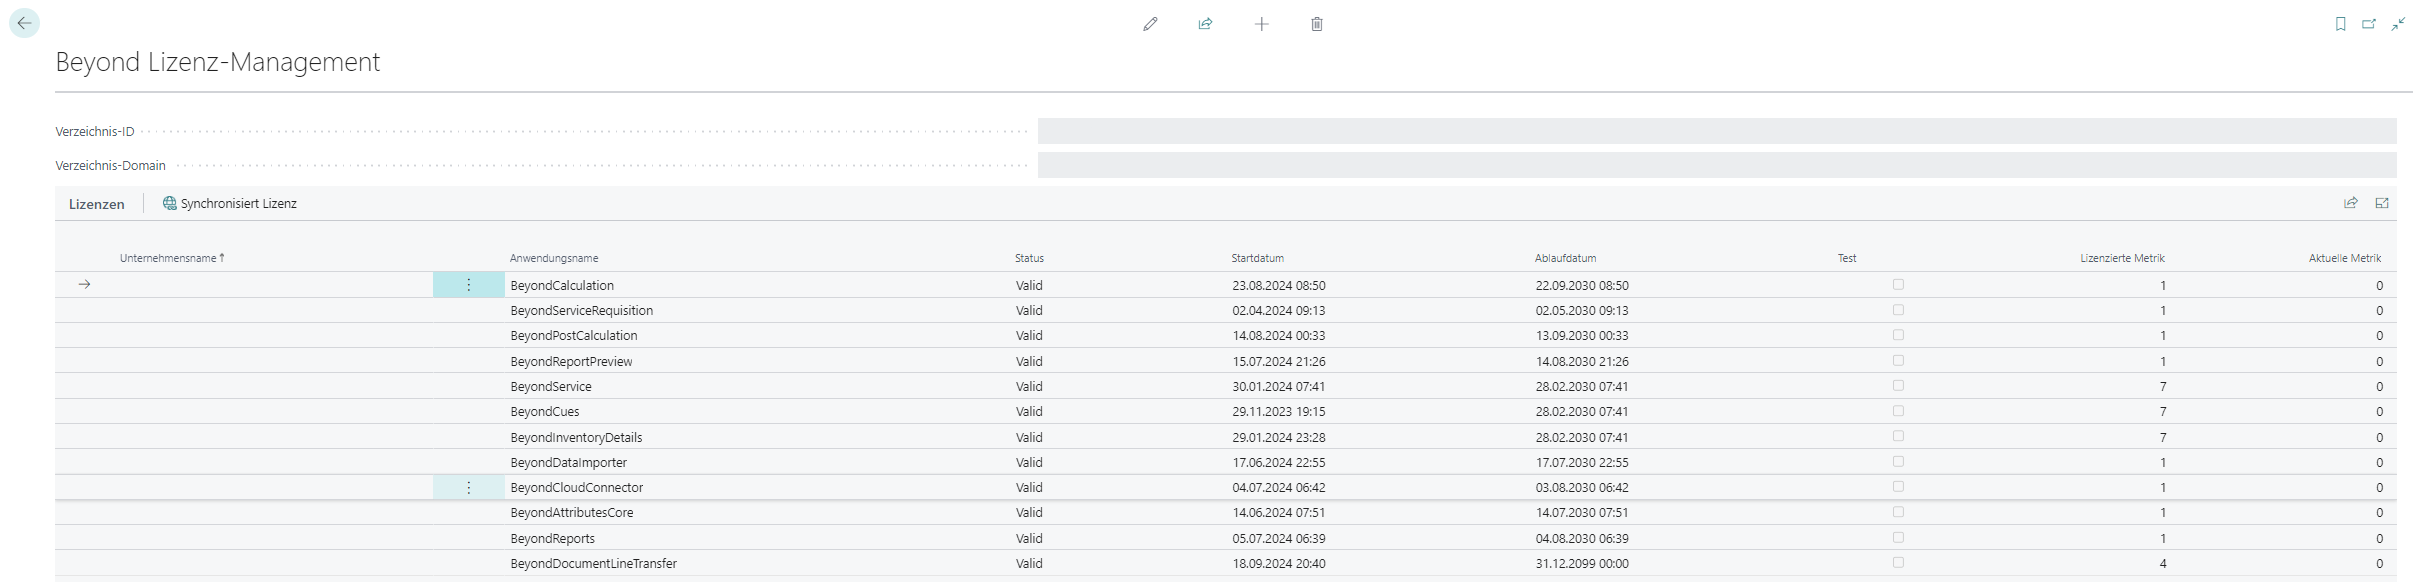 Beyond Lizenz-Management
Verzeichnis-ID
Verzeichnis-Domain
Lizenzen Synchronisiert Lizenz
Unternehmensname ↑ Anwendungsname Status Startdatum Ablaufdatum Test Lizenzierte Metrik Aktuelle Metrik
BeyondCalculation Valid 23.08.2024 08:50 22.09.2030 08:50 1 0
BeyondServiceRequisition Valid 02.04.2024 09:13 02.05.2030 09:13 1 0
BeyondPostCalculation Valid 14.08.2024 00:33 13.09.2030 00:33 1 0
BeyondReportPreview Valid 15.07.2024 21:26 14.08.2030 21:26 1 0
BeyondService Valid 30.01.2024 07:41 28.02.2030 07:41 7 0
BeyondCues Valid 29.11.2023 19:15 28.02.2030 07:41 7 0
BeyondInventoryDetails Valid 29.01.2024 23:28 28.02.2030 07:41 7 0
BeyondDataImporter Valid 17.06.2024 22:55 17.07.2030 22:55 1 0
BeyondCloudConnector Valid 04.07.2024 06:42 03.08.2030 06:42 1 0
BeyondAttributesCore Valid 14.06.2024 07:51 14.07.2030 07:51 1 0
BeyondReports Valid 05.07.2024 06:39 04.08.2030 06:39 1 0
BeyondDocumentLineTransfer Valid 18.09.2024 20:40 31.12.2099 00:00 4 0